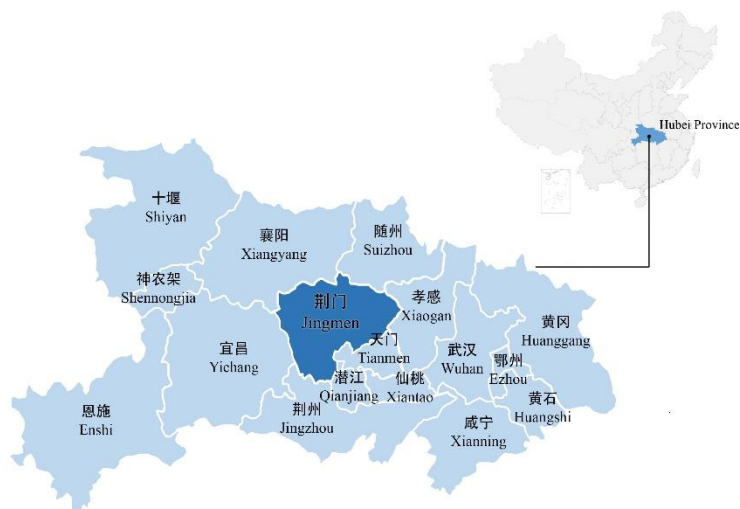 Hubei Province
十堰
Shiyan
襄阳
Xiangyang
随州
Suizhou
神农架
Shennongjia
荆门
Jingmen
孝感
Xiaogan
黄冈
Huanggang
宜昌
Yichang
天门
Tianmen
武汉
Wuhan
鄂州
Ezhou
潜江
Qianjiang
仙桃
Xiantao
黄石
Huangshi
恩施
Enshi
荆州
Jingzhou
咸宁
Xianning